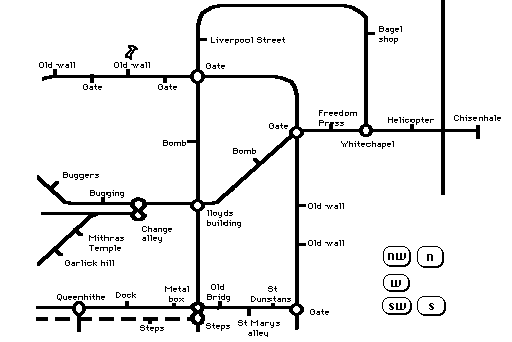 Liverpool Street
Bagel
shop
Old wall
Old wall
Gate
Gate
Gate
Freedom
Press
Helicopter
Chisenhale
Gate
Whitechapel
Bomb
Bomb
Buggers
Bugging
lloyds
building
Old wall
Change
alley
Mithras
Temple
Garlick hill
Old wall
nw
n
w
sw
s
Queenhithe
Dock
Metal
box
Old
Bridg
St
Dunstans
Gate
Steps
Steps
St Marys
alley